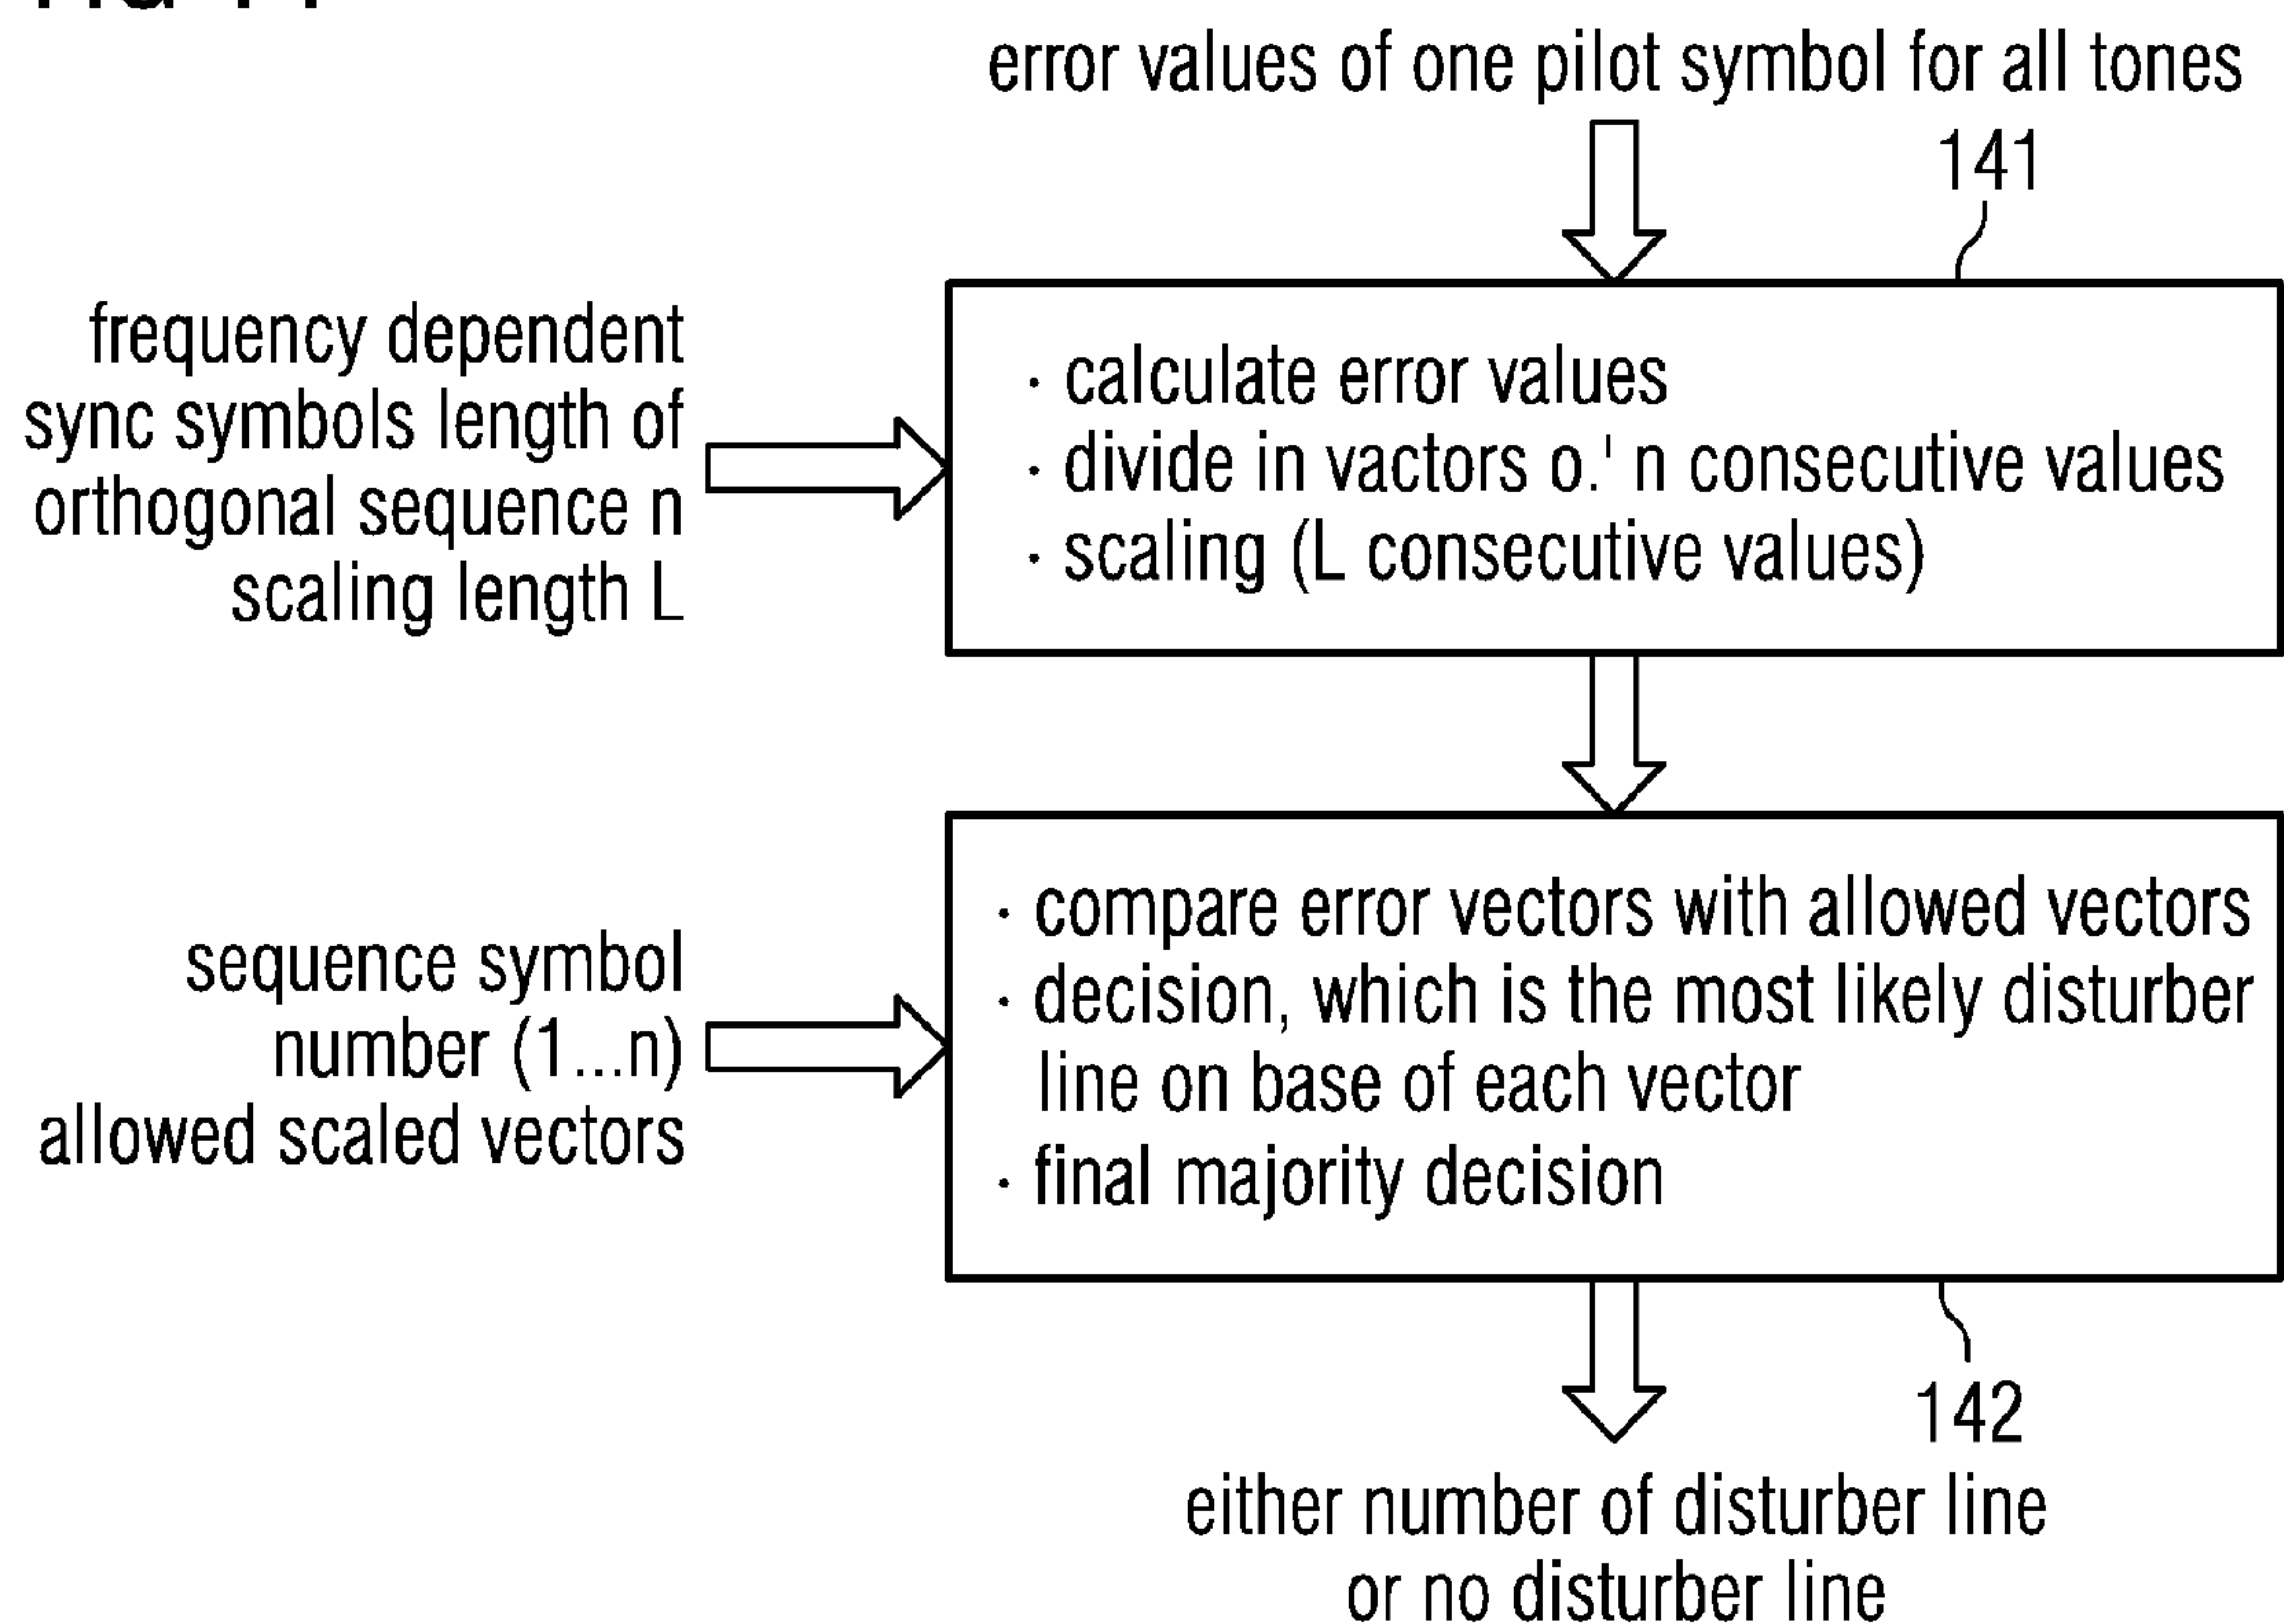 error values of one pilot symbol for all tones
141
frequency dependent
sync symbols length of
orthogonal sequence n
scaling length L
· calculate error values
· divide in vactors o.' n consecutive values
· scaling (L consecutive values)
sequence symbol
number (1...n)
allowed scaled vectors
· compare error vectors with allowed vectors
· decision, which is the most likely disturber
line on base of each vector
· final majority decision
142
either number of disturber line
or no disturber line